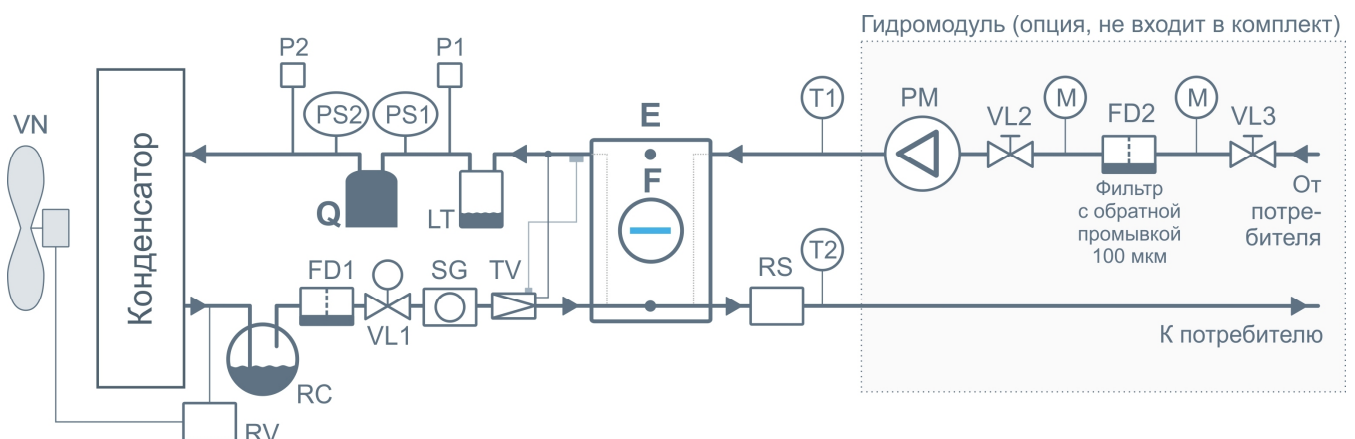 Гидромодуль (опция, не входит в комплект)
P2
P1
VN
PS2
PS1
E
T1
PM
VL2
M
FD2
M
VL3
Конденсатор
F
Q
LT
Фильтр
с обратной
промывкой
100 мкм
От
потре-
бителя
FD1
SG
TV
RS
T2
VL1
К потребителю
RC
RV